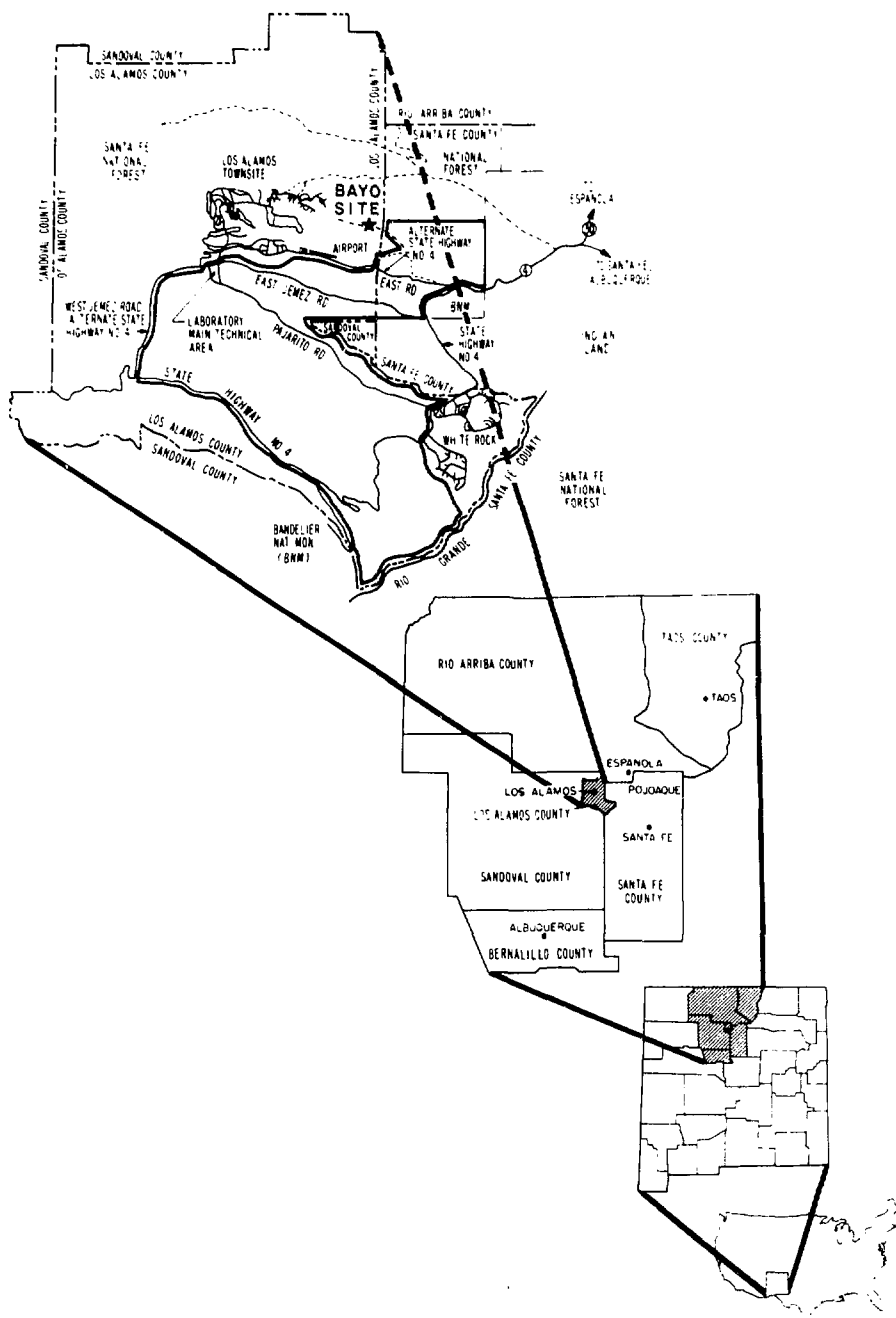 SANDOVAL COUNTY
LOS ALAMOS COUNTY
LOS ALAMOS COUNTY
RIO ARRIBA COUNTY
SANTA FE COUNTY
SANTA FE
NATIONAL
FOREST
LOS ALAMOS
TOWNSITE
NATIONAL
FOREST
BAYO
SITE
ESPAÑOLA
SANDOVAL COUNTY
ALAMOS COUNTY
AIRPORT
ALTERNATE
STATE HIGHWAY
NO 4
4
TO SANTA FE,
ALBUQUERQUE
EAST JEMEZ RD
EAST RD
BNM
WEST JEMEZ ROAD
STATE
HIGHWAY NO 4
LABORATORY
MAIN TECHNICAL
AREA
PAJARITO RD
SANDOVAL
COUNTY
STATE
HIGHWAY
NO 4
LAND
SANTA FE COUNTY
STATE HIGHWAY NO 4
WHITE ROCK
LOS ALAMOS COUNTY
SANDOVAL COUNTY
SANTA FE COUNTY
SANTA FE
NATIONAL
FOREST
BANDELIER
NAT MON
(BNM)
RIO GRANDE
TAOS COUNTY
RIO ARRIBA COUNTY
TAOS
ESPANOLA
LOS ALAMOS
POJOAQUE
LOS ALAMOS COUNTY
SANTA FE
SANDOVAL COUNTY
SANTA FE
COUNTY
ALBUQUERQUE
BERNALILLO COUNTY